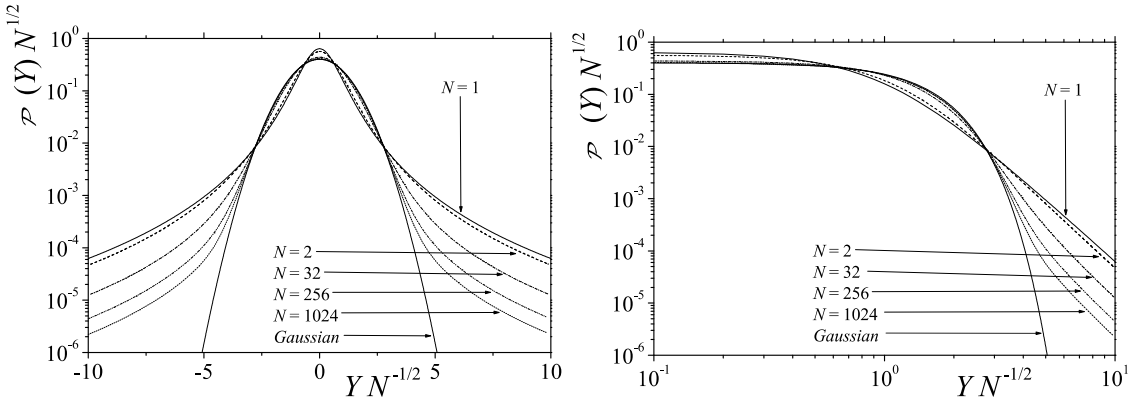 𝒫 (Y) N^{1/2}
10^0
10^{-1}
10^{-2}
10^{-3}
10^{-4}
10^{-5}
10^{-6}
N = 1
N = 2
N = 32
N = 256
N = 1024
Gaussian
-10
-5
0
5
10
Y N^{-1/2}
𝒫 (Y) N^{1/2}
10^0
10^{-1}
10^{-2}
10^{-3}
10^{-4}
10^{-5}
10^{-6}
N = 1
N = 2
N = 32
N = 256
N = 1024
Gaussian
10^{-1}
10^0
10^1
Y N^{-1/2}